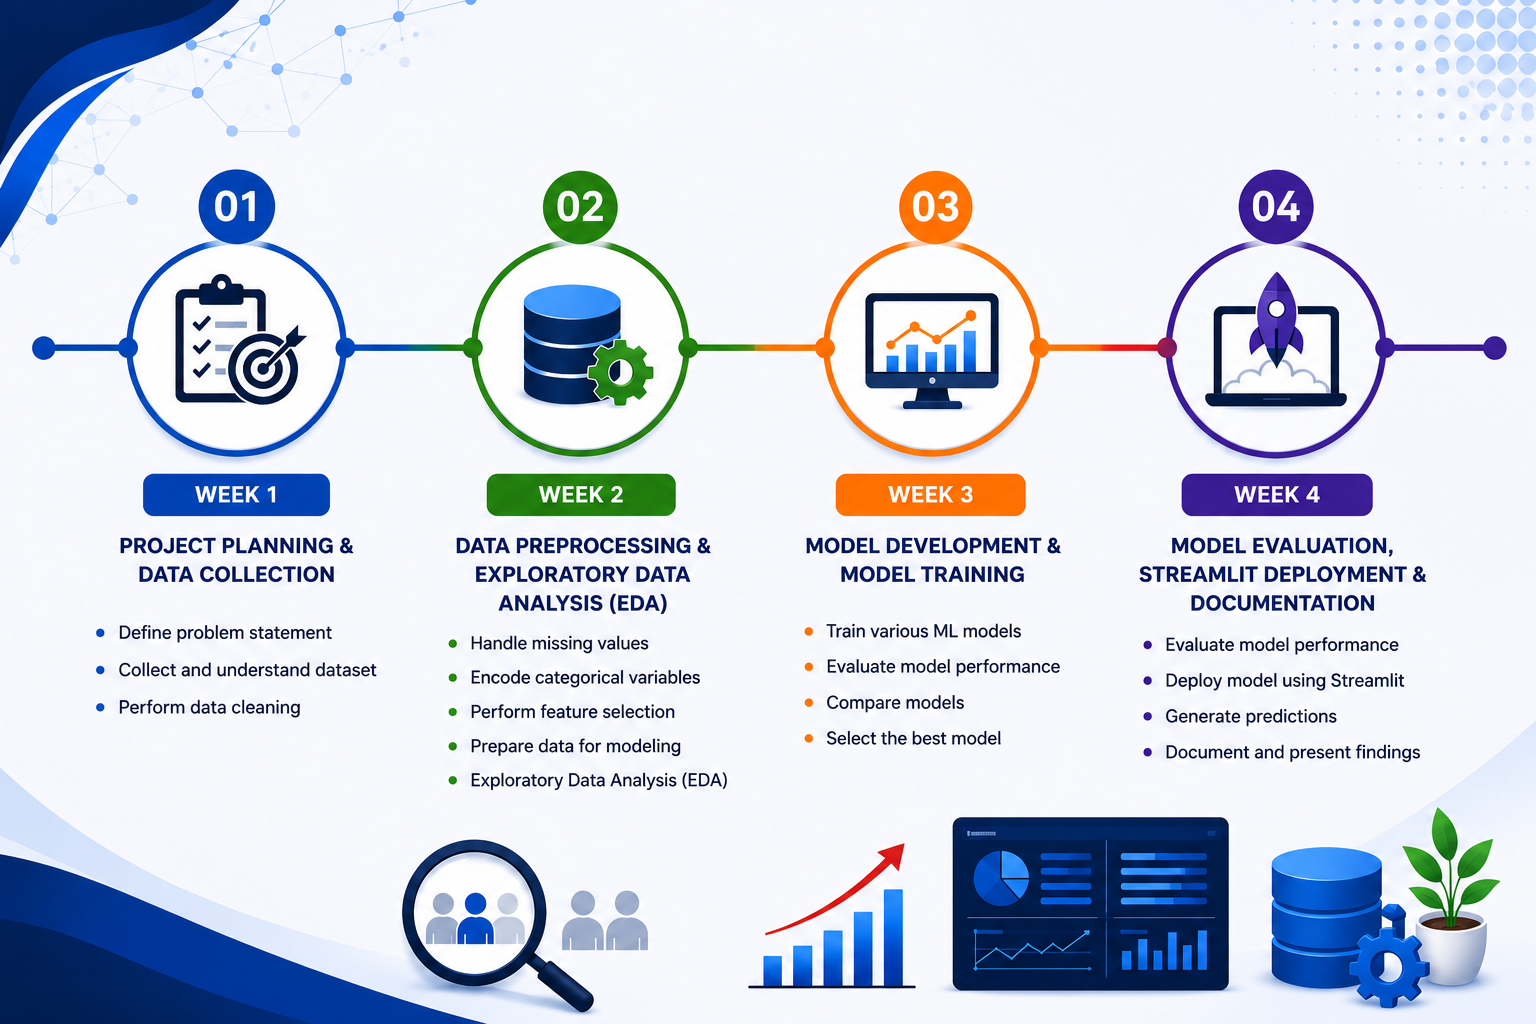 01
WEEK 1
PROJECT PLANNING &
DATA COLLECTION
Define problem statement
Collect and understand dataset
Perform data cleaning
02
WEEK 2
DATA PREPROCESSING &
EXPLORATORY DATA
ANALYSIS (EDA)
Handle missing values
Encode categorical variables
Perform feature selection
Prepare data for modeling
Exploratory Data Analysis (EDA)
03
WEEK 3
MODEL DEVELOPMENT &
MODEL TRAINING
Train various ML models
Evaluate model performance
Compare models
Select the best model
04
WEEK 4
MODEL EVALUATION,
STREAMLIT DEPLOYMENT &
DOCUMENTATION
Evaluate model performance
Deploy model using Streamlit
Generate predictions
Document and present findings